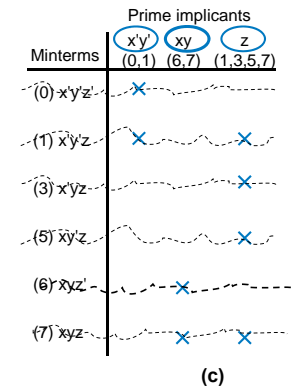 Prime implicants
x'y' xy z
Minterms (0,1) (6,7) (1,3,5,7)
(0) x'y'z'
(1) x'y'z
(3) x'yz
(5) xy'z
(6) xyz'
(7) xyz
(c)